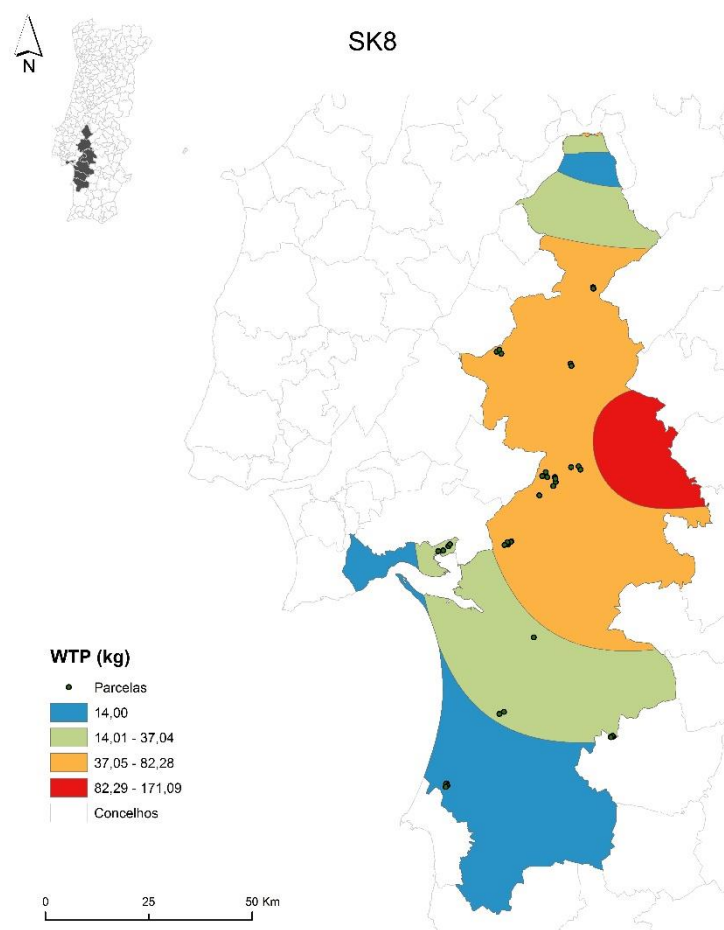 SK8
N
WTP (kg)
Parcelas
14,00
14,01 - 37,04
37,05 - 82,28
82,29 - 171,09
Concelhos
0 25 50 Km